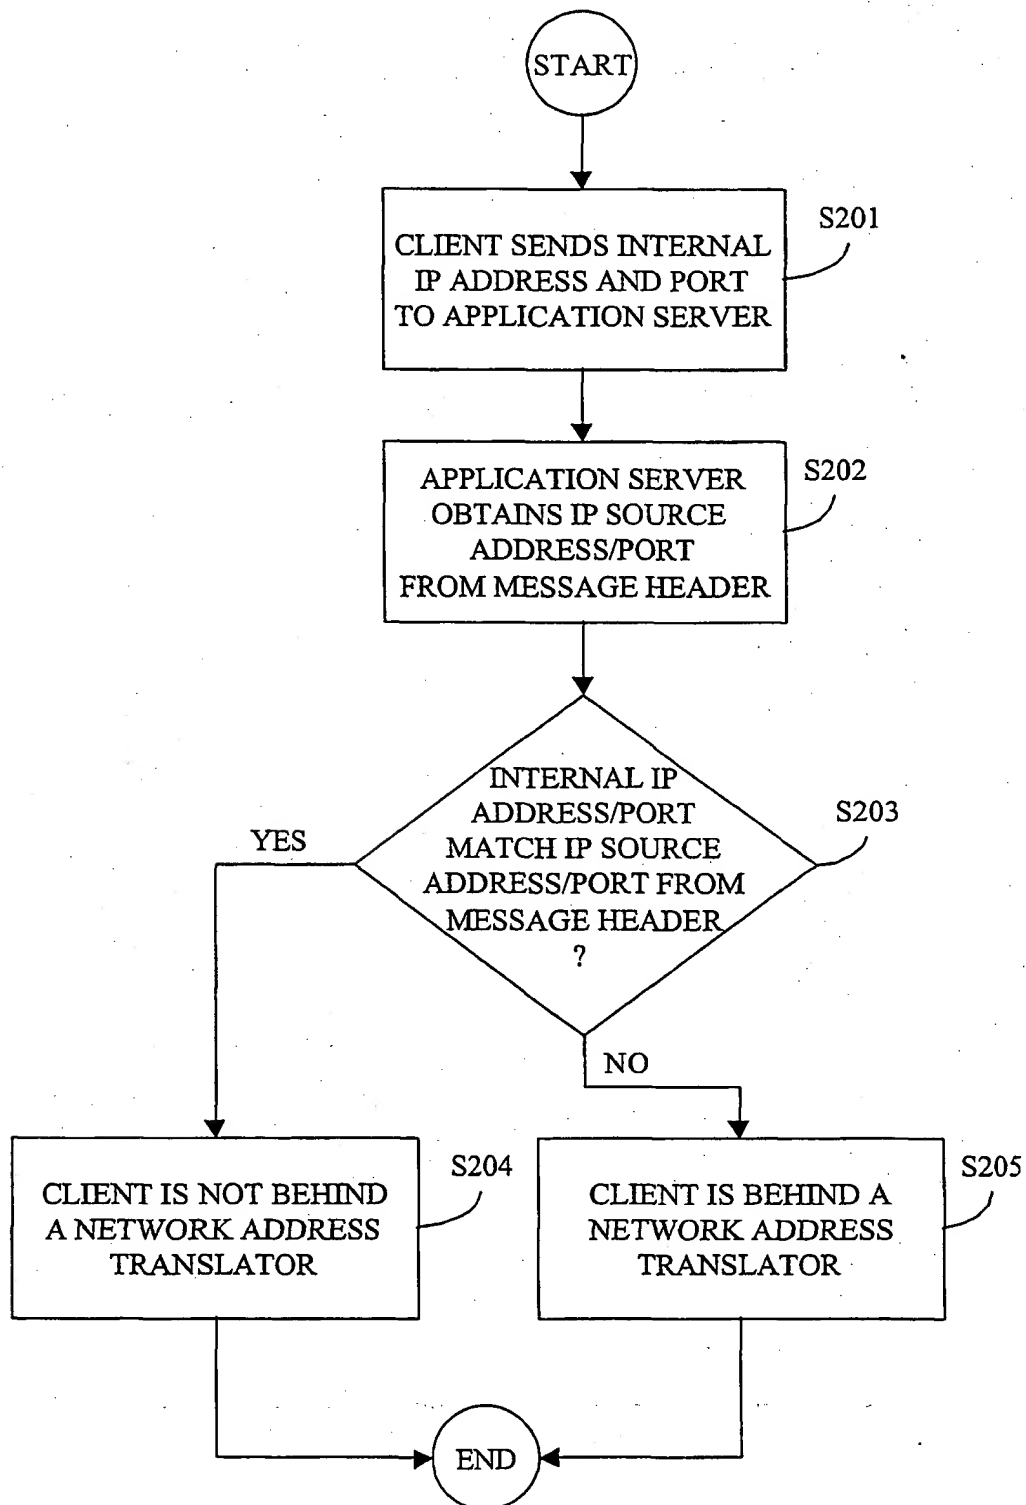 START
S201
CLIENT SENDS INTERNAL
IP ADDRESS AND PORT
TO APPLICATION SERVER
S202
APPLICATION SERVER
OBTAINS IP SOURCE
ADDRESS/PORT
FROM MESSAGE HEADER
INTERNAL IP
ADDRESS/PORT
MATCH IP SOURCE
ADDRESS/PORT FROM
MESSAGE HEADER
?
S203
YES
NO
S204
CLIENT IS NOT BEHIND
A NETWORK ADDRESS
TRANSLATOR
S205
CLIENT IS BEHIND A
NETWORK ADDRESS
TRANSLATOR
END